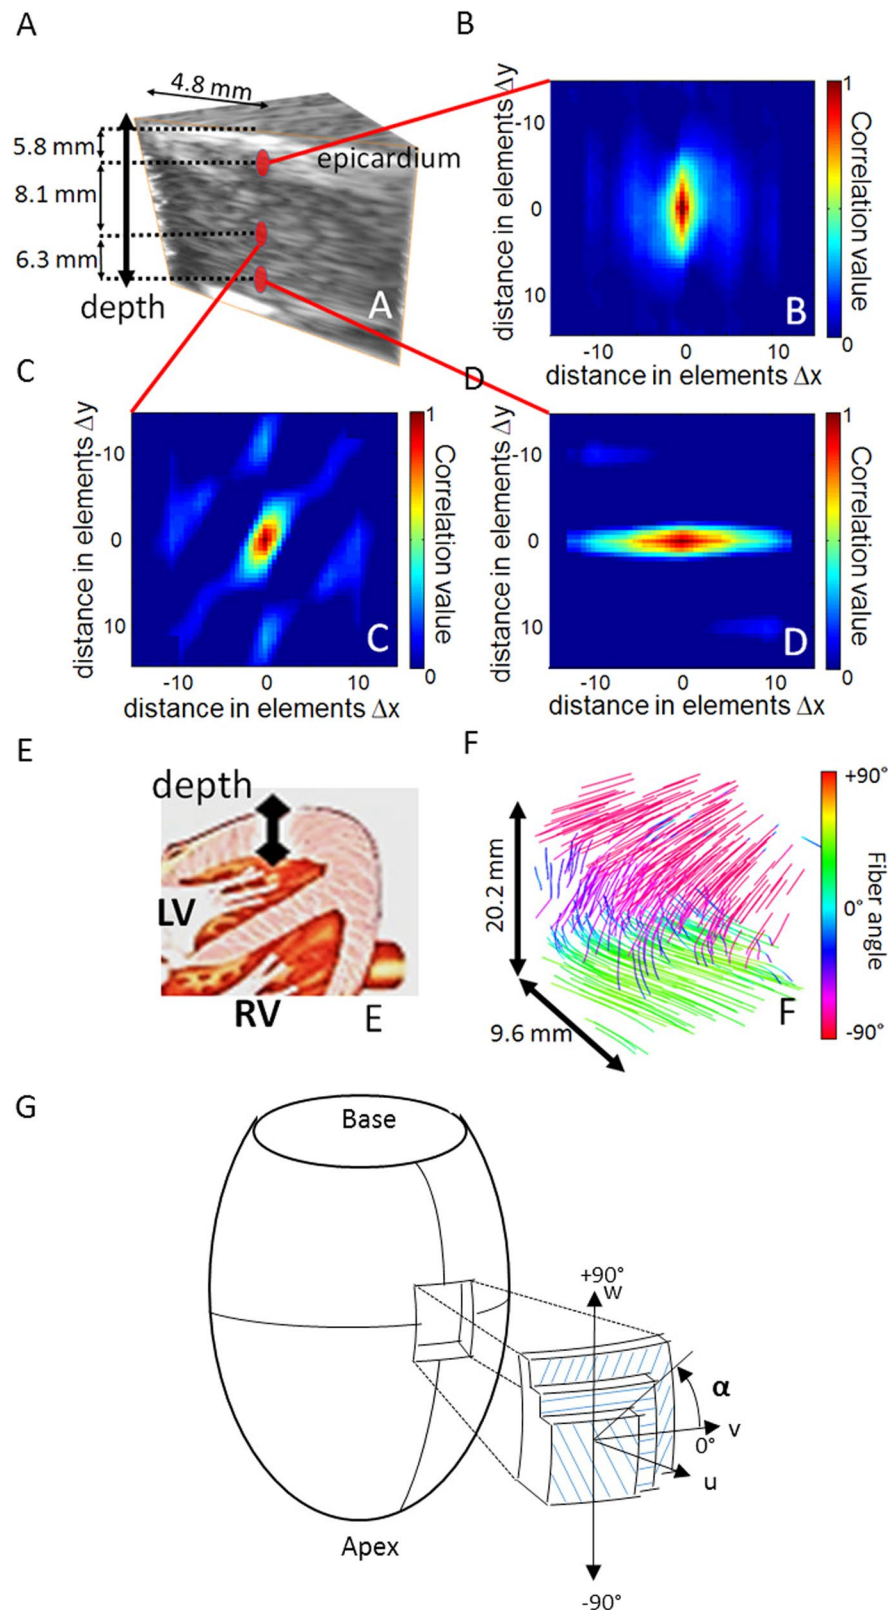 A
4.8 mm
5.8 mm
epicardium
8.1 mm
6.3 mm
depth
A
B
distance in elements Δy
-10
0
10
-10 0 10
distance in elements Δx
1
0
Correlation value
B
C
distance in elements Δy
-10
0
10
-10 0 10
distance in elements Δx
1
0
Correlation value
C
D
distance in elements Δy
-10
0
10
-10 0 10
distance in elements Δx
1
0
Correlation value
D
E
depth
LV
RV
E
F
20.2 mm
9.6 mm
+90°
0°
-90°
Fiber angle
F
G
Base
Apex
+90°
w
α
v
0°
u
-90°